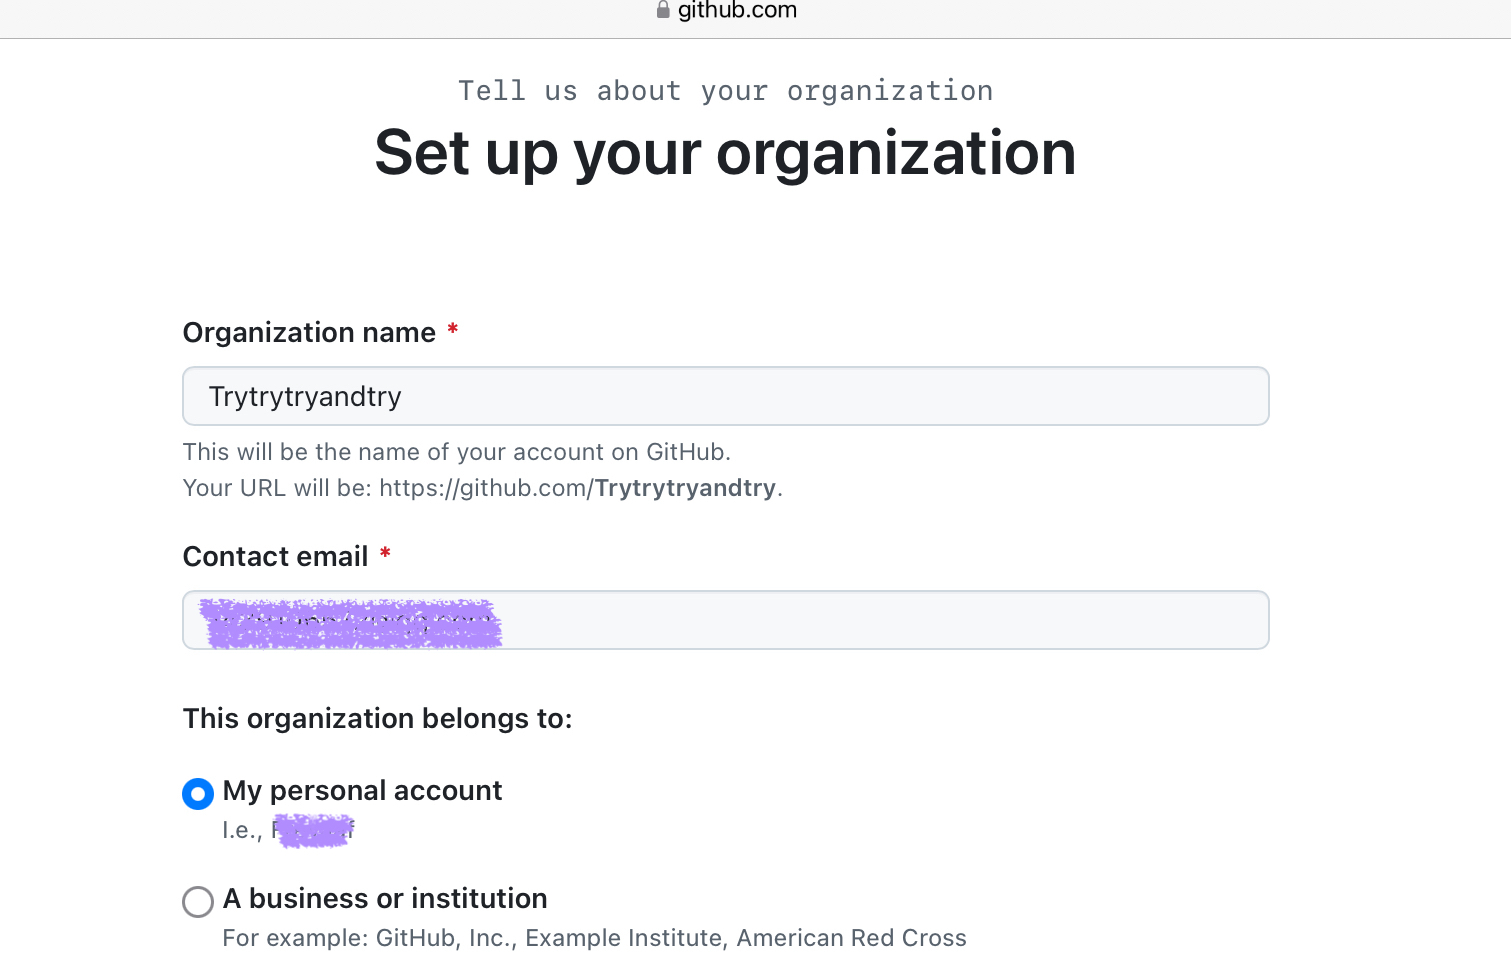 github.com
Tell us about your organization
Set up your organization
Organization name *
Trytrytryandtry
This will be the name of your account on GitHub.
Your URL will be: https://github.com/Trytrytryandtry.
Contact email *
This organization belongs to:
My personal account
I.e.,
A business or institution
For example: GitHub, Inc., Example Institute, American Red Cross